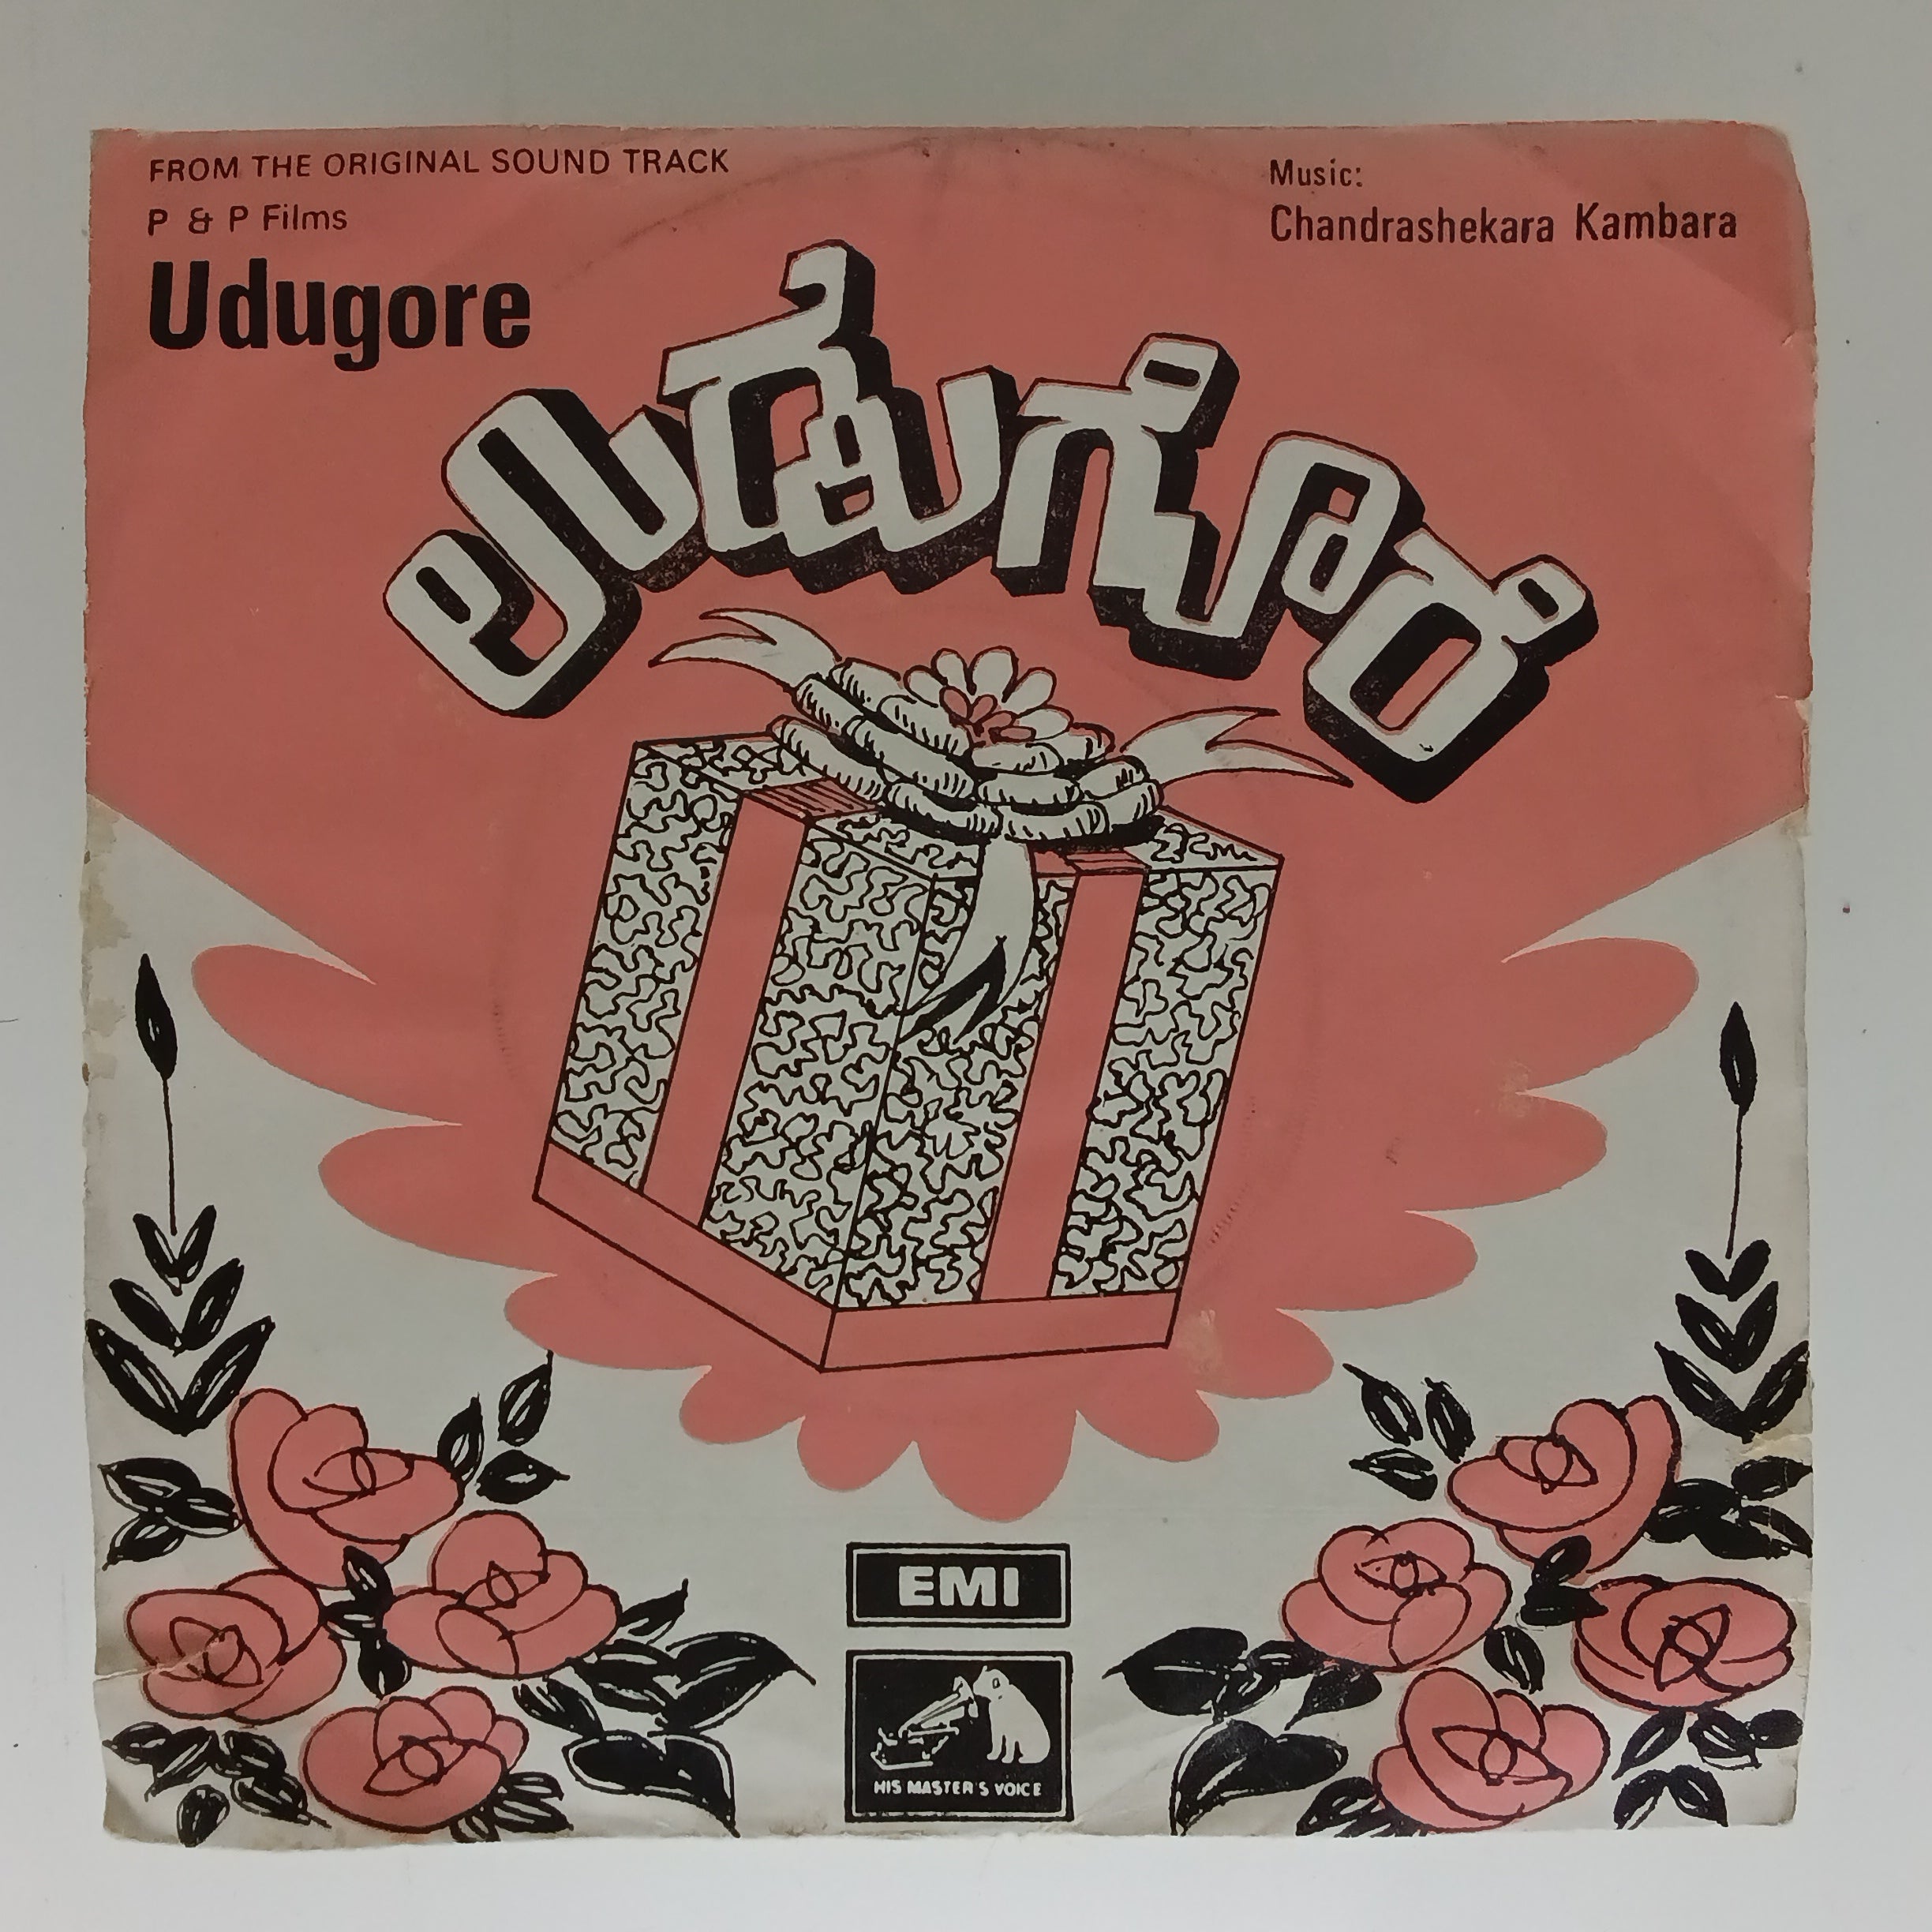 FROM THE ORIGINAL SOUND TRACK
P & P Films
Udugore
Music:
Chandrashekara Kambara
ಉಡುಗೊರೆ
EMI
HIS MASTER'S VOICE